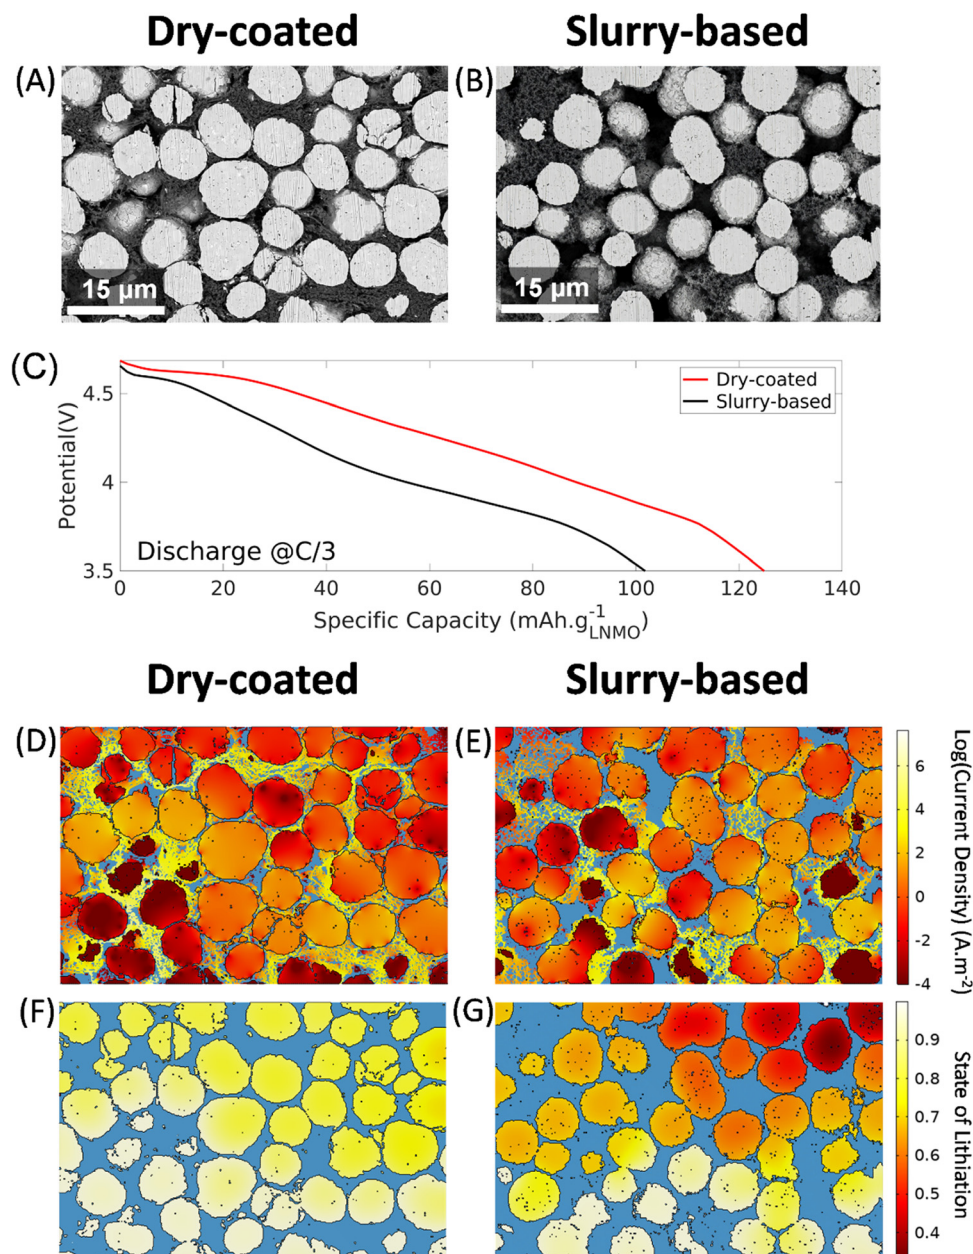 Dry-coated Slurry-based
(A) (B)
15 µm 15 µm
(C)
Potential(V)
4.5
4
3.5
Dry-coated
Slurry-based
Discharge @C/3
0 20 40 60 80 100 120 140
Specific Capacity (mAh.g⁻¹LNMO)
Dry-coated Slurry-based
(D) (E)
6
4
2
0
-2
-4
Log(Current Density) (A.m⁻²)
(F) (G)
0.9
0.8
0.7
0.6
0.5
0.4
State of Lithiation